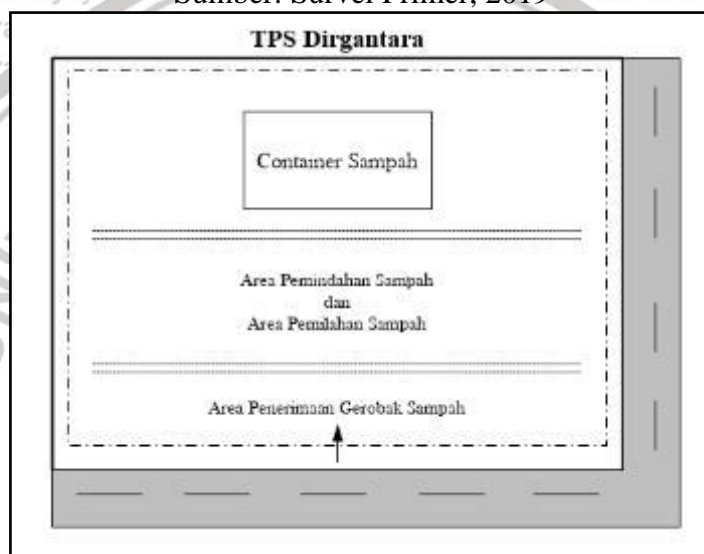 Sumber: Survei Primer, 2019
TPS Dirgantara
Container Sampah
Area Pemindahan Sampah
dan
Area Pemilahan Sampah
Area Penerimaan Gerobak Sampah